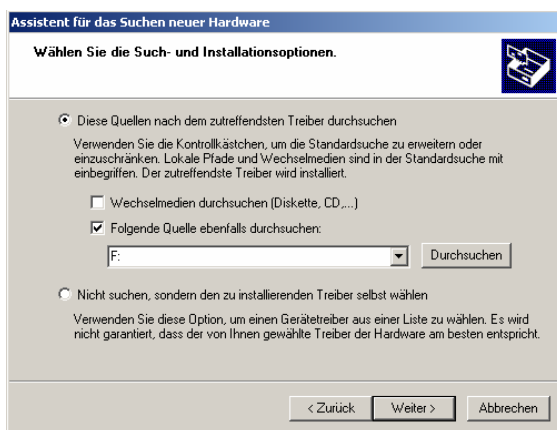 Assistent für das Suchen neuer Hardware
Wählen Sie die Such- und Installationsoptionen.
Diese Quellen nach dem zutreffendsten Treiber durchsuchen
Verwenden Sie die Kontrollkästchen, um die Standardsuche zu erweitern oder
einzuschränken. Lokale Pfade und Wechselmedien sind in der Standardsuche mit
einbegriffen. Der zutreffendste Treiber wird installiert.
Wechselmedien durchsuchen (Diskette, CD,...)
Folgende Quelle ebenfalls durchsuchen:
F:
Durchsuchen
Nicht suchen, sondern den zu installierenden Treiber selbst wählen
Verwenden Sie diese Option, um einen Gerätetreiber aus einer Liste zu wählen. Es wird
nicht garantiert, dass der von Ihnen gewählte Treiber der Hardware am besten entspricht.
< Zurück Weiter > Abbrechen